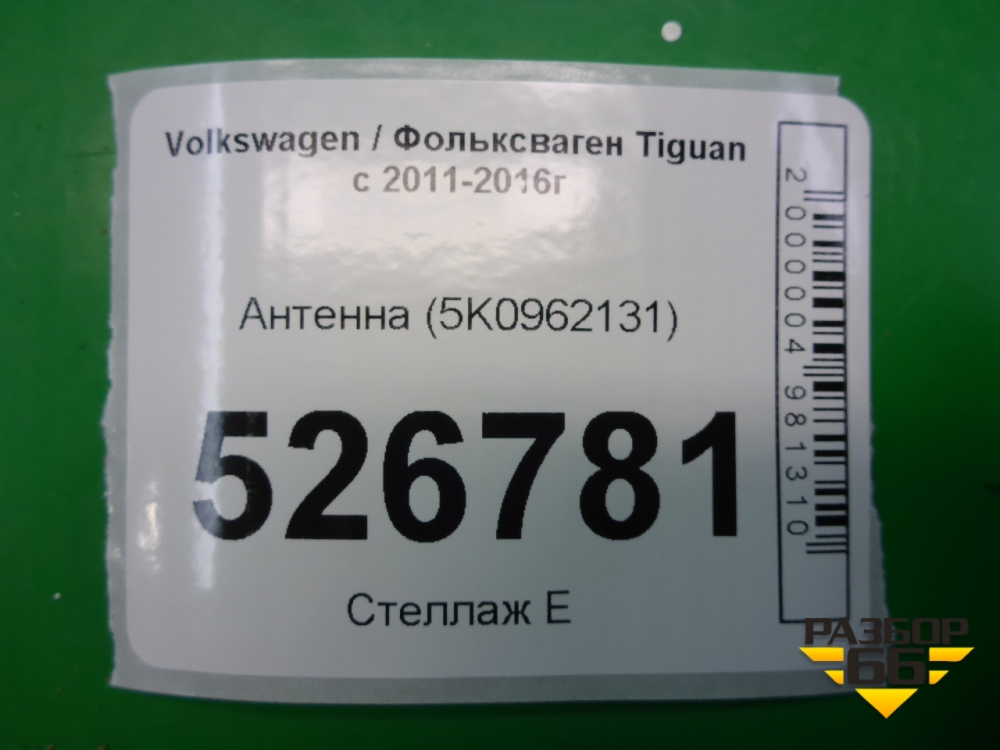 Volkswagen / Фольксваген Tiguan
с 2011-2016г
Антенна (5K0962131)
526781
Стеллаж Е
2000004981310
РАЗБОР
66